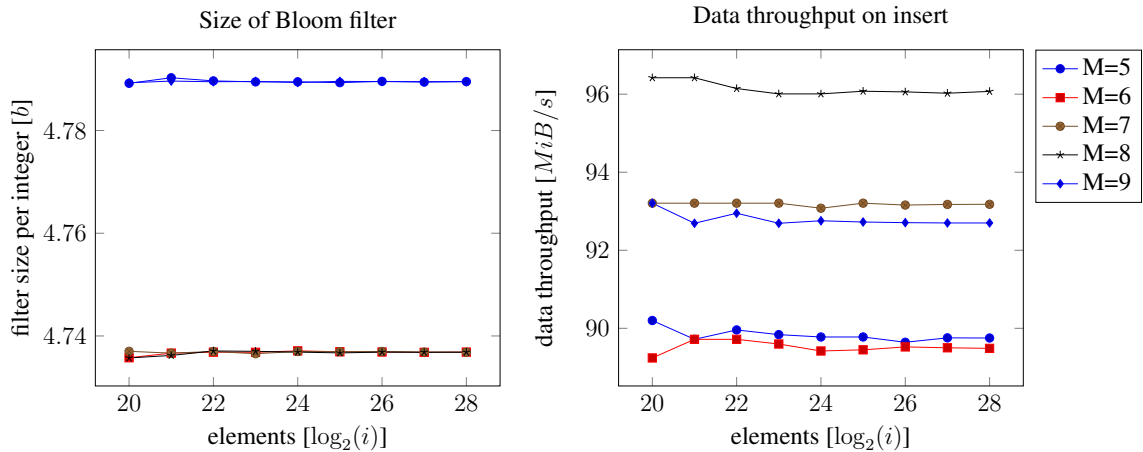 Size of Bloom filter
4.78
4.76
4.74
filter size per integer [b]
20 22 24 26 28
elements [log₂(i)]
Data throughput on insert
96
94
92
90
data throughput [MiB/s]
20 22 24 26 28
elements [log₂(i)]
M=5
M=6
M=7
M=8
M=9